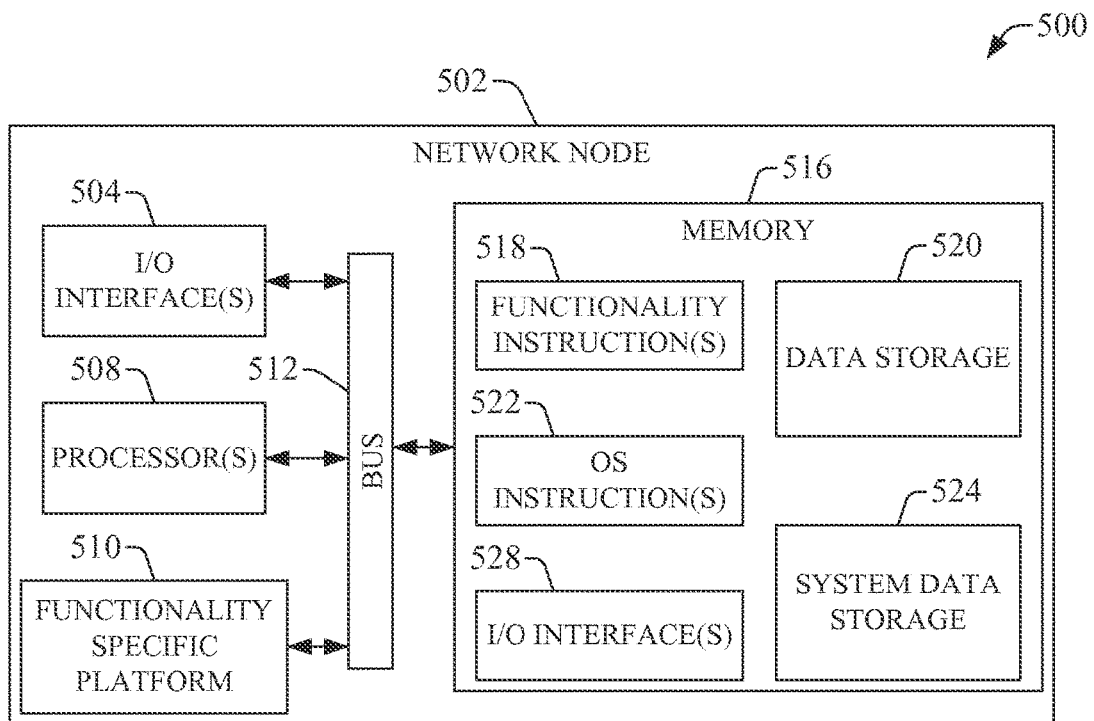 500
502
NETWORK NODE
504
I/O
INTERFACE(S)
508
PROCESSOR(S)
510
FUNCTIONALITY
SPECIFIC
PLATFORM
512
BUS
516
MEMORY
518
FUNCTIONALITY
INSTRUCTION(S)
520
DATA STORAGE
522
OS
INSTRUCTION(S)
524
SYSTEM DATA
STORAGE
528
I/O INTERFACE(S)